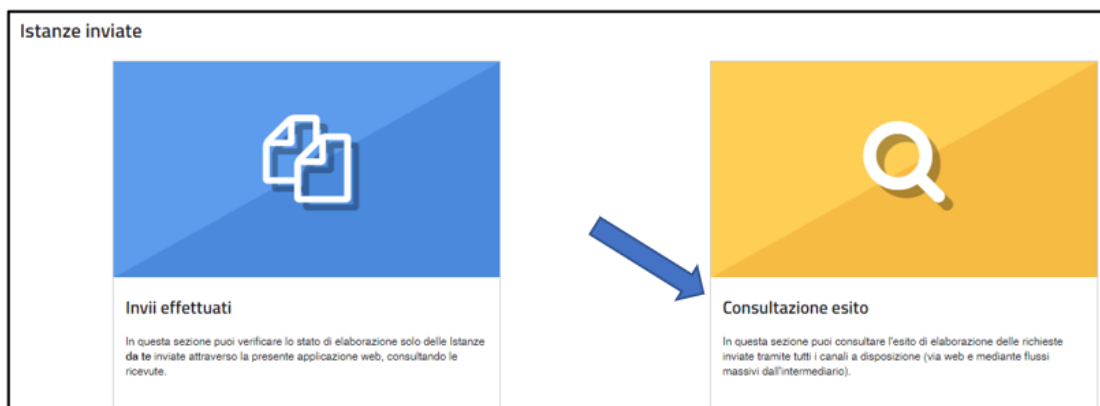 Istanze inviate
Invii effettuati
In questa sezione puoi verificare lo stato di elaborazione solo delle Istanze
da te inviate attraverso la presente applicazione web, consultando le
ricevute.
Consultazione esito
In questa sezione puoi consultare l'esito di elaborazione delle richieste
inviate tramite tutti i canali a disposizione (via web e mediante flussi
massivi dall'intermediario).